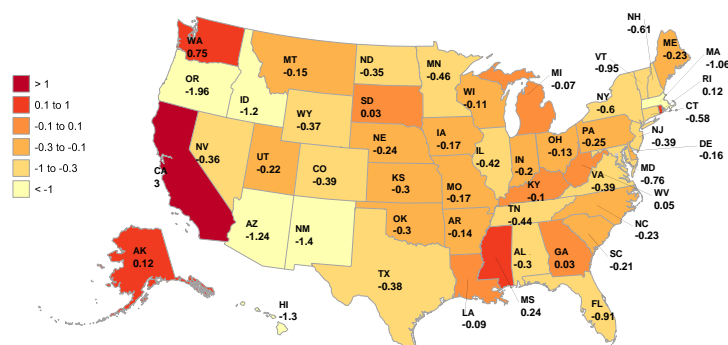 > 1
0.1 to 1
-0.1 to 0.1
-0.3 to -0.1
-1 to -0.3
< -1
WA
0.75
OR
-1.96
CA
3
NV
-0.36
ID
-1.2
MT
-0.15
WY
-0.37
UT
-0.22
AZ
-1.24
CO
-0.39
NM
-1.4
ND
-0.35
SD
0.03
NE
-0.24
KS
-0.3
OK
-0.3
TX
-0.38
MN
-0.46
IA
-0.17
MO
-0.17
AR
-0.14
LA
-0.09
WI
-0.11
IL
-0.42
MI
-0.07
IN
-0.2
OH
-0.13
KY
-0.1
TN
-0.44
MS
0.24
AL
-0.3
GA
0.03
FL
-0.91
SC
-0.21
NC
-0.23
VA
-0.39
WV
0.05
MD
-0.76
DE
-0.16
NJ
-0.39
PA
-0.25
NY
-0.6
CT
-0.58
RI
0.12
MA
-1.06
VT
-0.95
NH
-0.61
ME
-0.23
AK
0.12
HI
-1.3